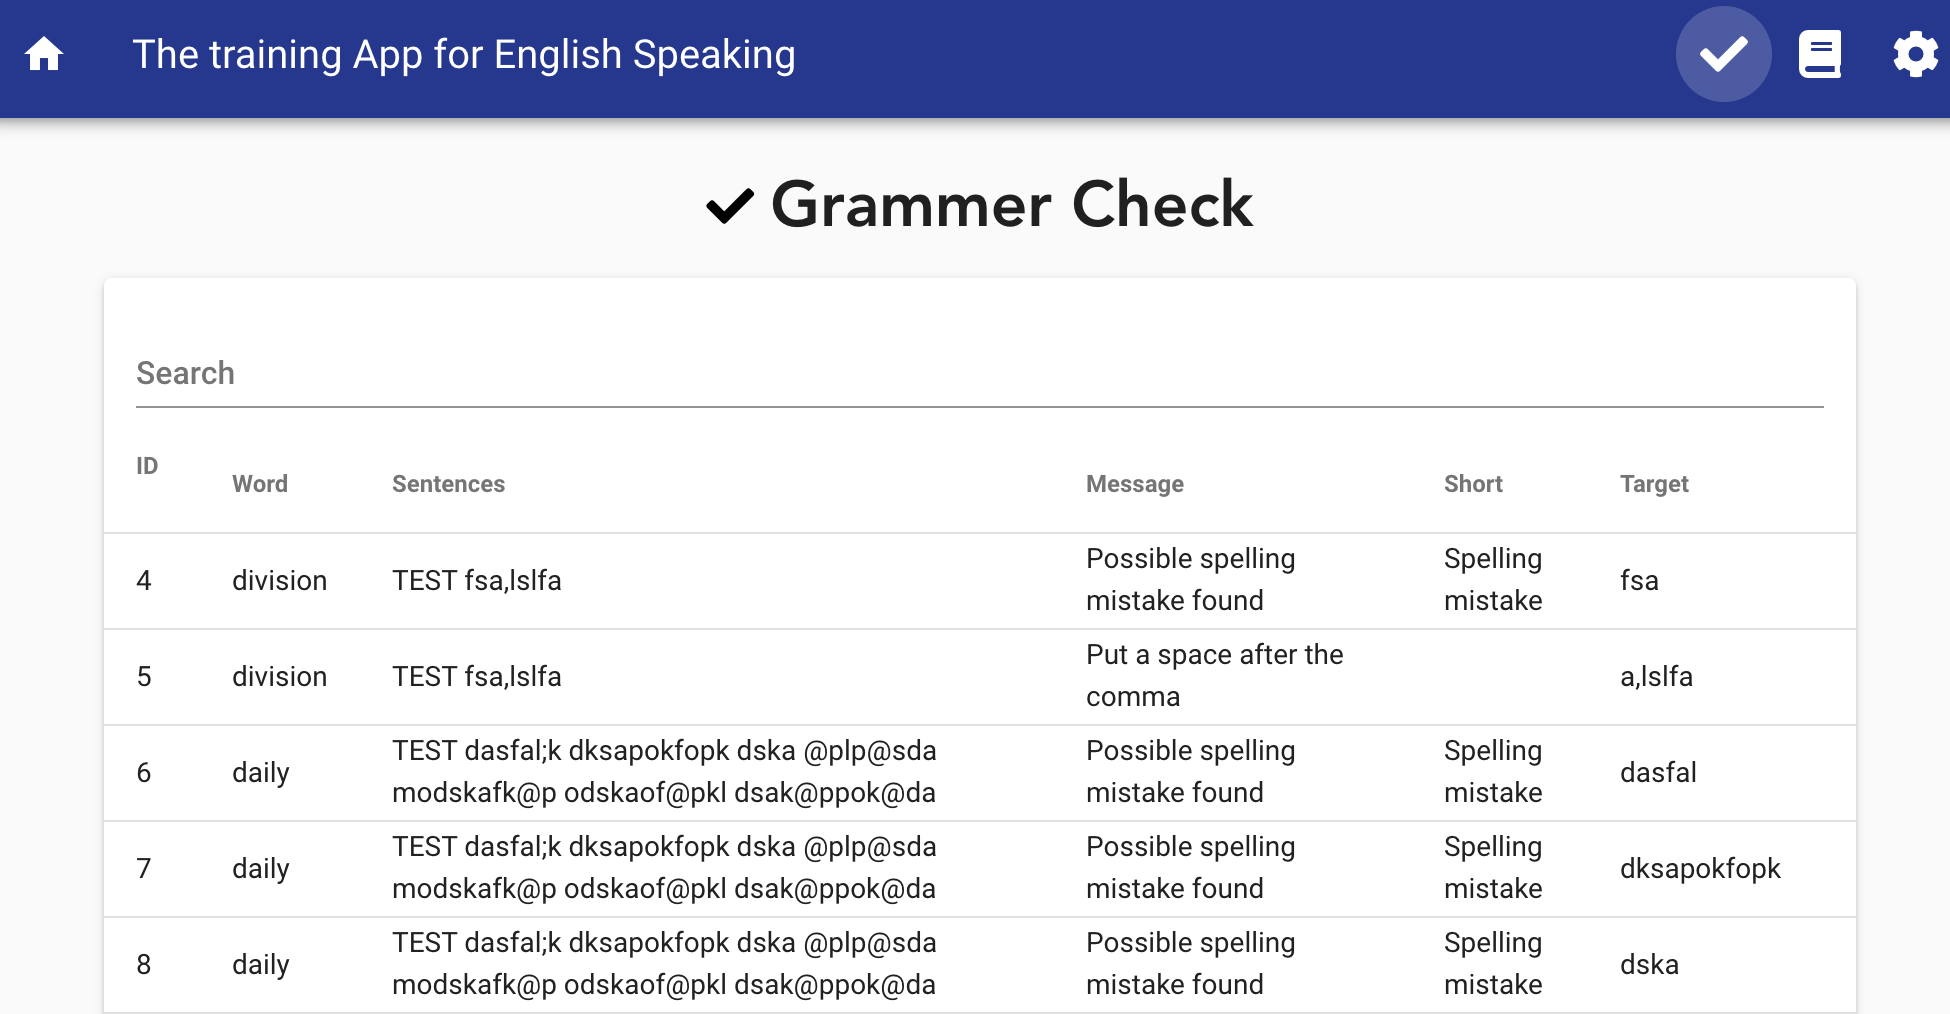 The training App for English Speaking
Grammer Check
Search
ID Word Sentences Message Short Target
4 division TEST fsa,lslfa Possible spelling mistake found Spelling mistake fsa
5 division TEST fsa,lslfa Put a space after the comma a,lslfa
6 daily TEST dasfal;k dksapokfopk dska @plp@sda modskafk@p odskaof@pkl dsak@ppok@da Possible spelling mistake found Spelling mistake dasfal
7 daily TEST dasfal;k dksapokfopk dska @plp@sda modskafk@p odskaof@pkl dsak@ppok@da Possible spelling mistake found Spelling mistake dksapokfopk
8 daily TEST dasfal;k dksapokfopk dska @plp@sda modskafk@p odskaof@pkl dsak@ppok@da Possible spelling mistake found Spelling mistake dska